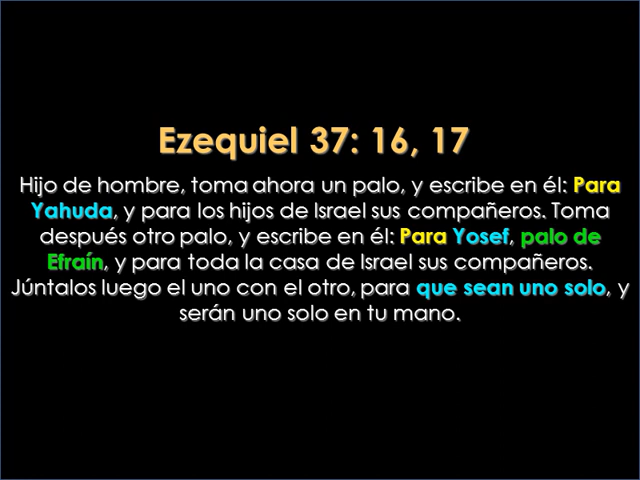 Ezequiel 37: 16, 17
Hijo de hombre, toma ahora un palo, y escribe en él: Para
Yahuda, y para los hijos de Israel sus compañeros. Toma
después otro palo, y escribe en él: Para Yosef, palo de
Efraín, y para toda la casa de Israel sus compañeros.
Júntalos luego el uno con el otro, para que sean uno solo, y
serán uno solo en tu mano.